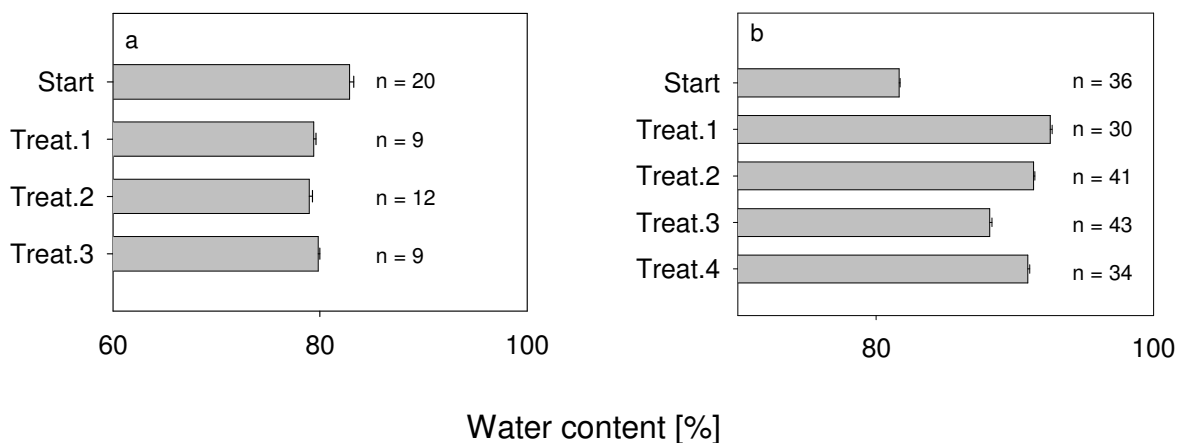 a
Start n = 20
Treat.1 n = 9
Treat.2 n = 12
Treat.3 n = 9
60 80 100
b
Start n = 36
Treat.1 n = 30
Treat.2 n = 41
Treat.3 n = 43
Treat.4 n = 34
80 100
Water content [%]